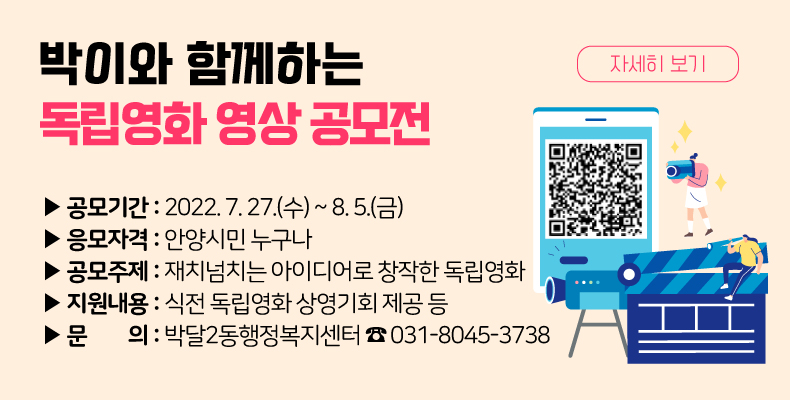 박이와 함께하는
자세히 보기
독립영화 영상 공모전
▶ 공모기간 : 2022. 7. 27.(수) ~ 8. 5.(금)
▶ 응모자격 : 안양시민 누구나
▶ 공모주제 : 재치넘치는 아이디어로 창작한 독립영화
▶ 지원내용 : 식전 독립영화 상영기회 제공 등
▶ 문 의 : 박달2동행정복지센터 ☎ 031-8045-3738